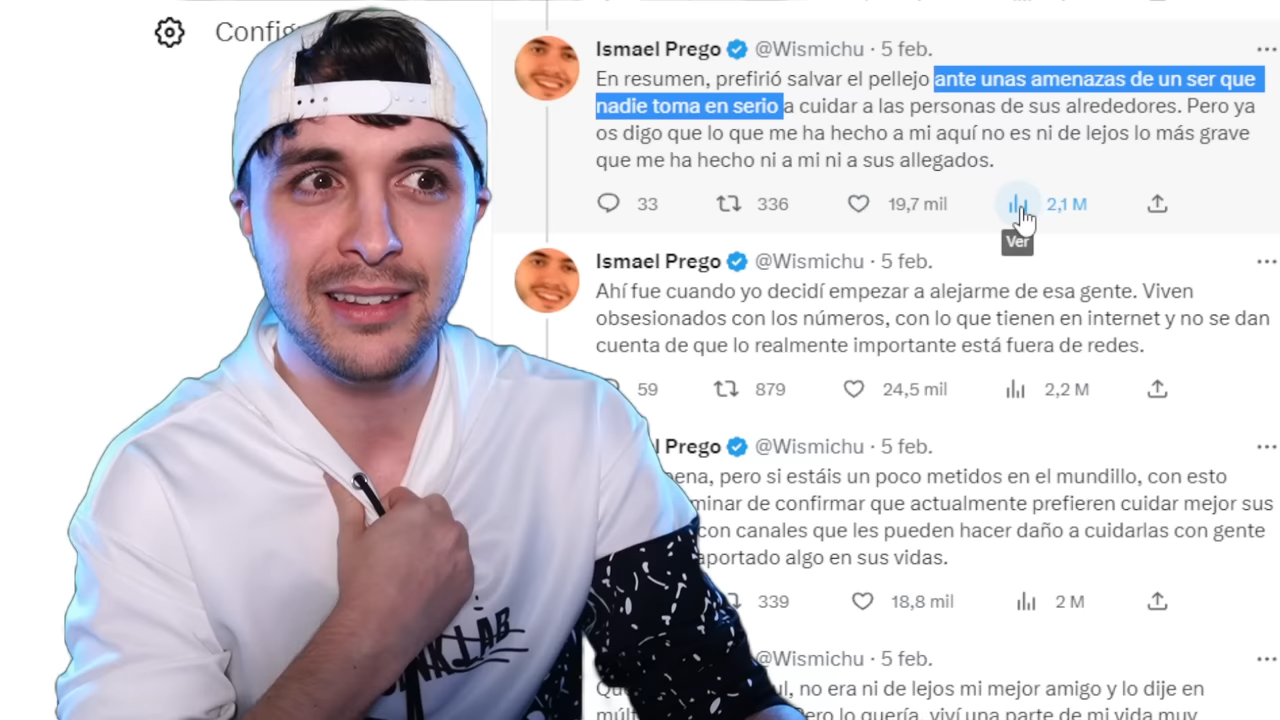 Config
Ismael Prego @Wismichu · 5 feb.
En resumen, prefirió salvar el pellejo ante unas amenazas de un ser que
nadie toma en serio a cuidar a las personas de sus alrededores. Pero ya
os digo que lo que me ha hecho a mi aquí no es ni de lejos lo más grave
que me ha hecho ni a mi ni a sus allegados.
33 336 19,7 mil 2,1 M
Ver
Ismael Prego @Wismichu · 5 feb.
Ahí fue cuando yo decidí empezar a alejarme de esa gente. Viven
obsesionados con los números, con lo que tienen en internet y no se dan
cuenta de que lo realmente importante está fuera de redes.
59 879 24,5 mil 2,2 M
Prego @Wismichu · 5 feb.
pena, pero si estáis un poco metidos en el mundillo, con esto
minar de confirmar que actualmente prefieren cuidar mejor sus
con canales que les pueden hacer daño a cuidarlas con gente
aportado algo en sus vidas.
339 18,8 mil 2 M
@Wismichu · 5 feb.
ul, no era ni de lejos mi mejor amigo y lo dije en
Pero lo quería, viví una parte de mi vida muy